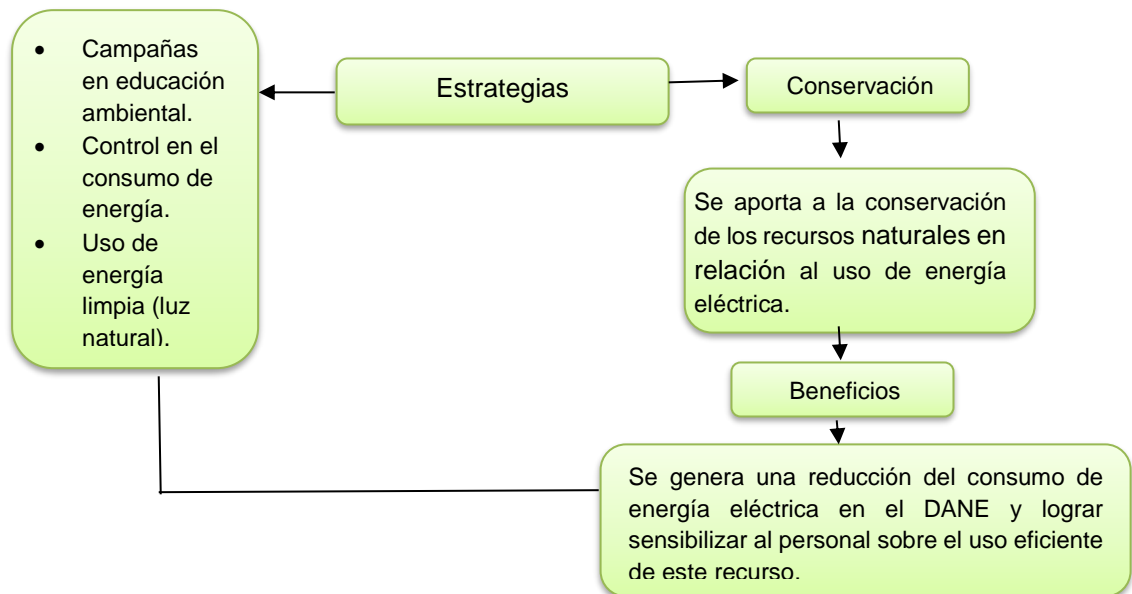 • Campañas
en educación
ambiental.
• Control en el
consumo de
energía.
• Uso de
energía
limpia (luz
natural).
Estrategias
Conservación
Se aporta a la conservación
de los recursos naturales en
relación al uso de energía
eléctrica.
Beneficios
Se genera una reducción del consumo de
energía eléctrica en el DANE y lograr
sensibilizar al personal sobre el uso eficiente
de este recurso.